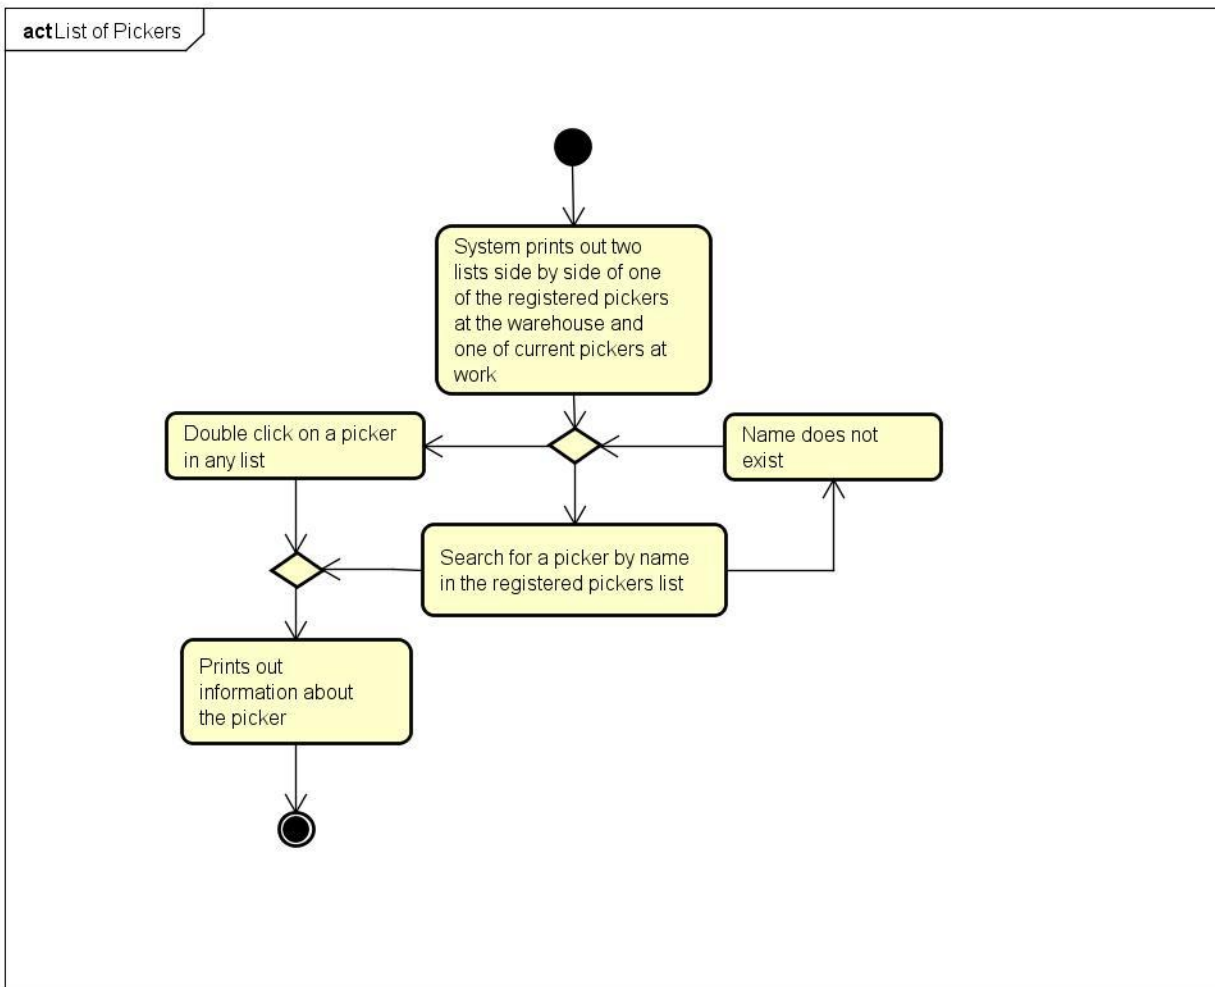 act List of Pickers
System prints out two
lists side by side of one
of the registered pickers
at the warehouse and
one of current pickers at
work
Double click on a picker
in any list
Name does not
exist
Search for a picker by name
in the registered pickers list
Prints out
information about
the picker